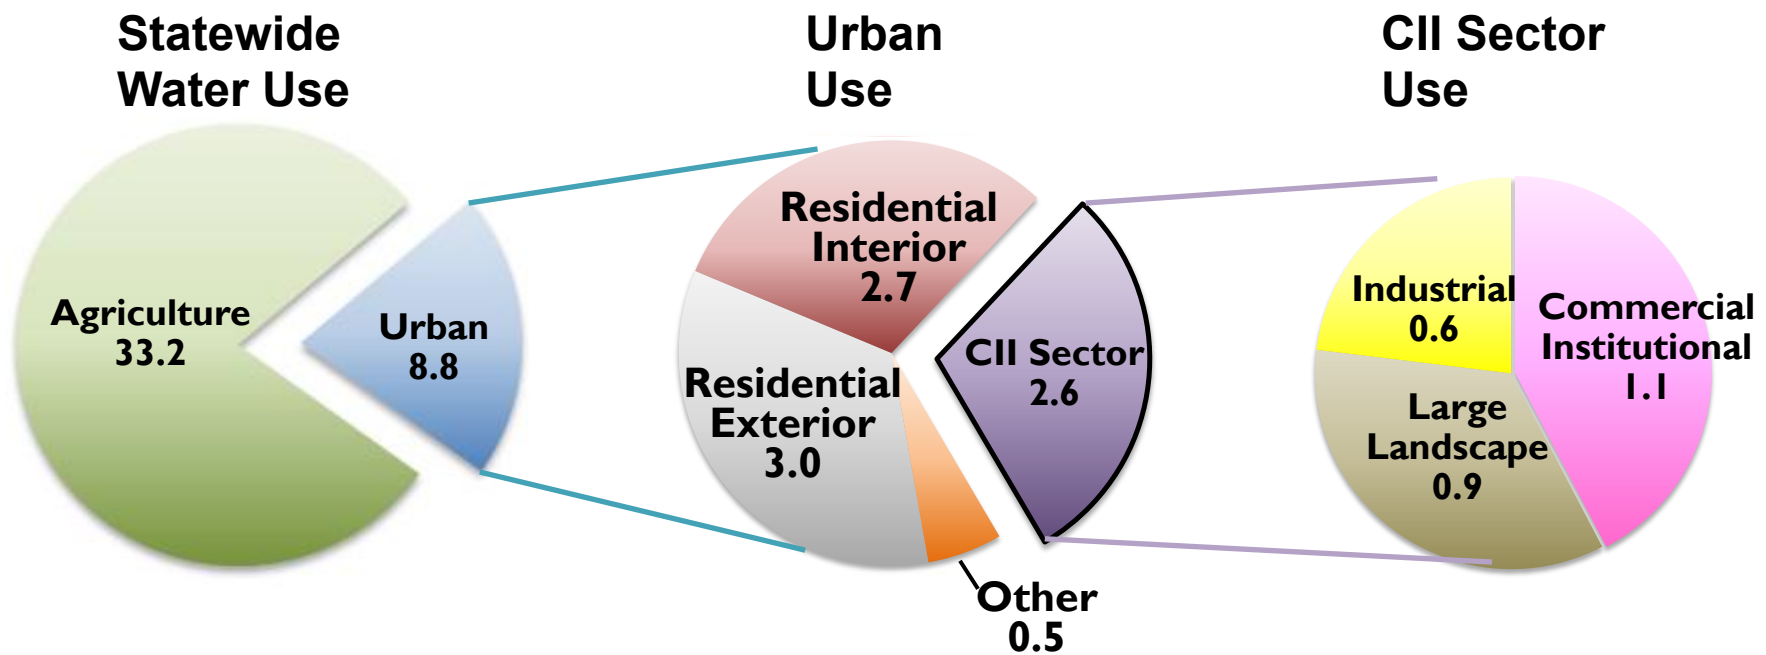 Statewide
Water Use
Urban
Use
CII Sector
Use
Agriculture
33.2
Urban
8.8
Residential
Interior
2.7
Residential
Exterior
3.0
CII Sector
2.6
Other
0.5
Industrial
0.6
Commercial
Institutional
1.1
Large
Landscape
0.9